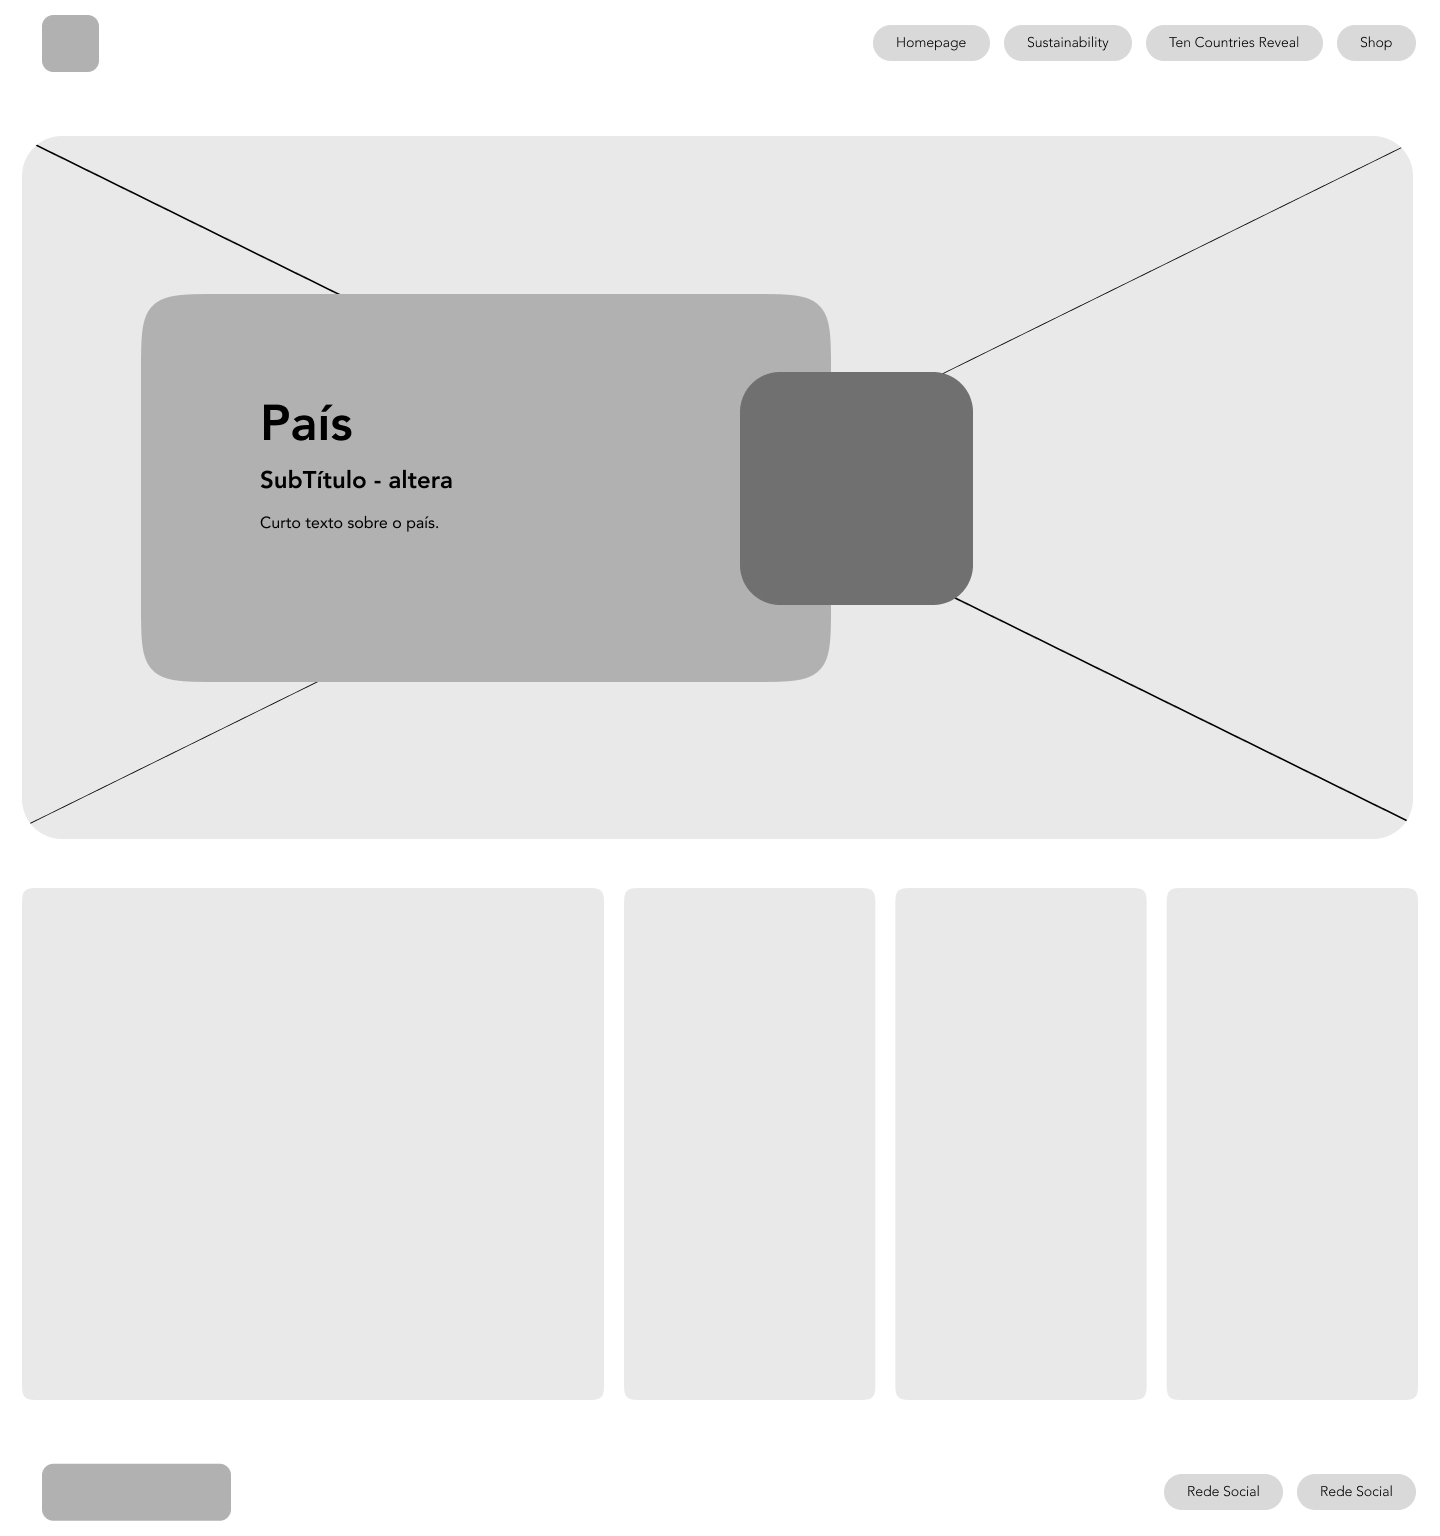 Homepage
Sustainability
Ten Countries Reveal
Shop
País
SubTítulo - altera
Curto texto sobre o país.
Rede Social
Rede Social